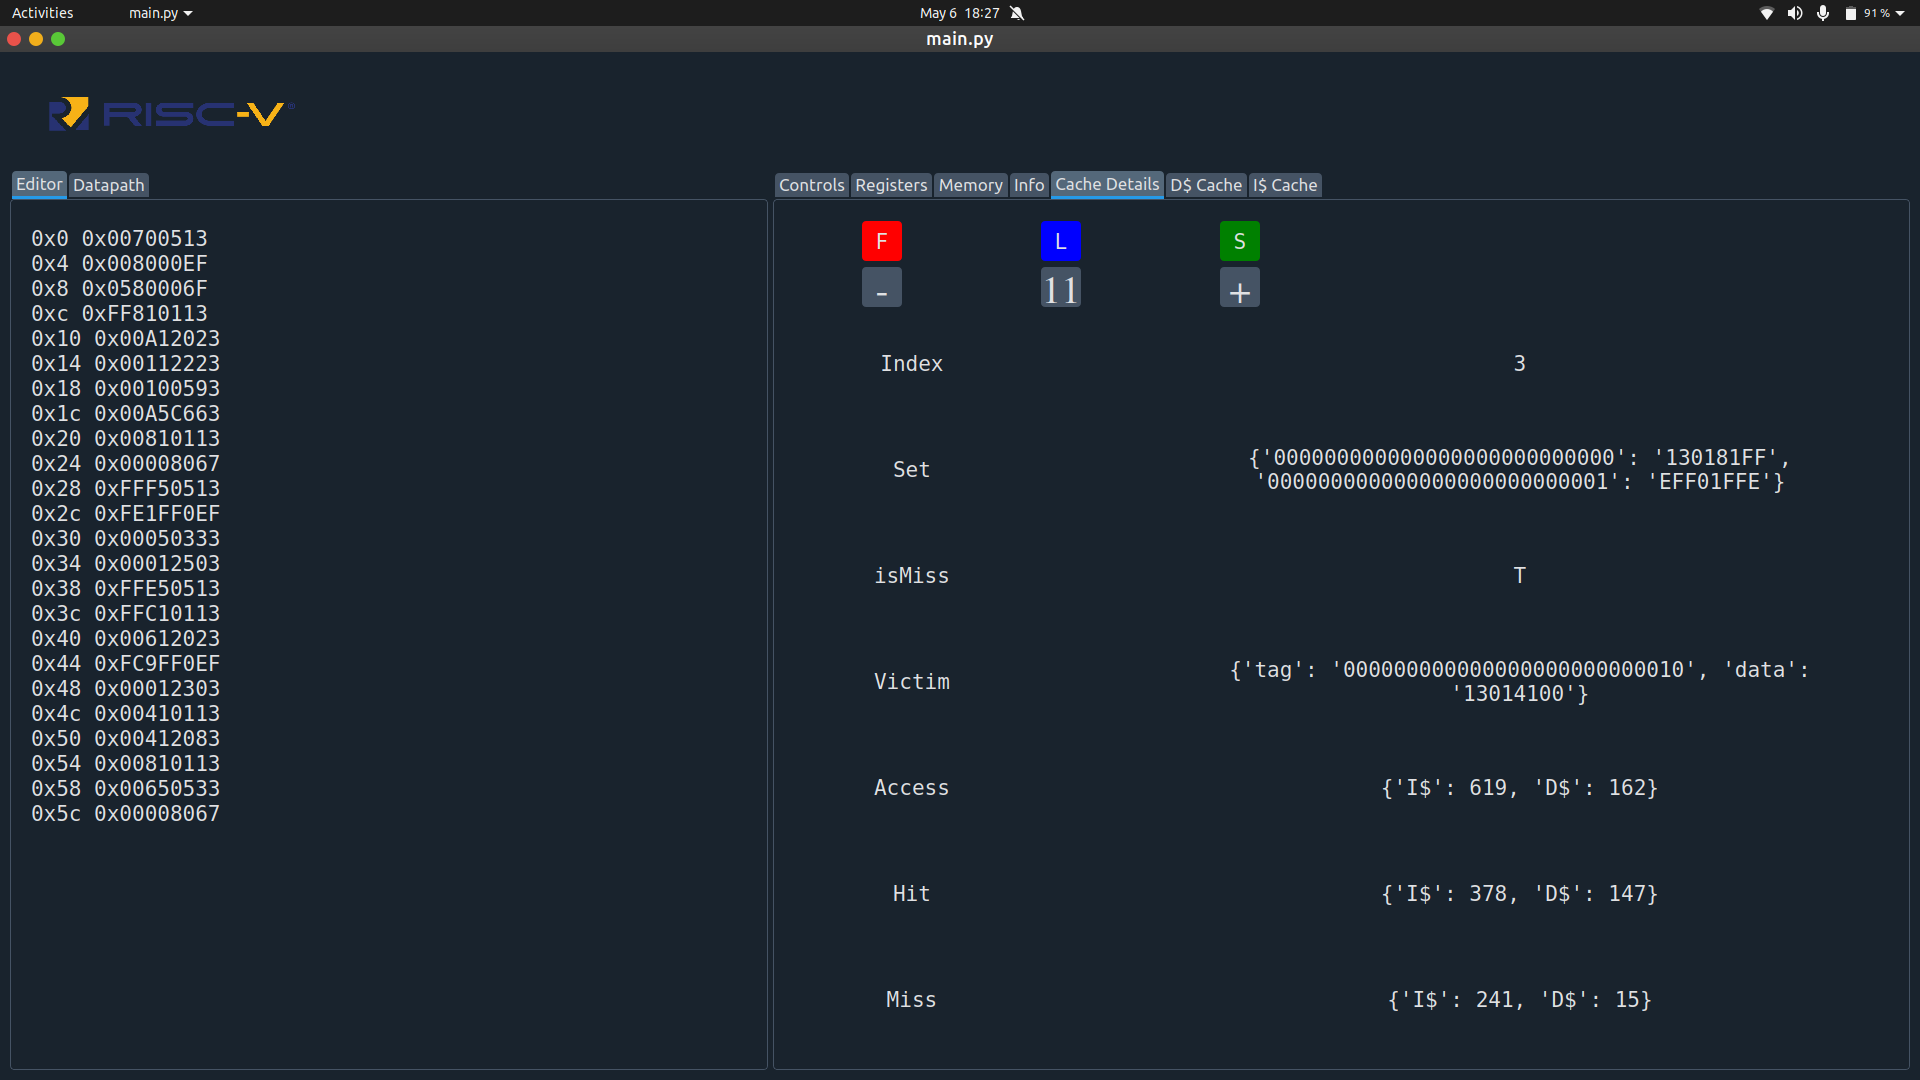 Activities main.py May 6 18:27 91 %
main.py
RISC-V®
Editor Datapath
0x0 0x00700513
0x4 0x008000EF
0x8 0x0580006F
0xc 0xFF810113
0x10 0x00A12023
0x14 0x00112223
0x18 0x00100593
0x1c 0x00A5C663
0x20 0x00810113
0x24 0x00008067
0x28 0xFFF50513
0x2c 0xFE1FF0EF
0x30 0x00050333
0x34 0x00012503
0x38 0xFFE50513
0x3c 0xFFC10113
0x40 0x00612023
0x44 0xFC9FF0EF
0x48 0x00012303
0x4c 0x00410113
0x50 0x00412083
0x54 0x00810113
0x58 0x00650533
0x5c 0x00008067
Controls Registers Memory Info Cache Details D$ Cache I$ Cache
F L S
- 11 +
Index 3
Set {'000000000000000000000000000': '130181FF',
'000000000000000000000000001': 'EFF01FFE'}
isMiss T
Victim {'tag': '000000000000000000000000010', 'data':
'13014100'}
Access {'I$': 619, 'D$': 162}
Hit {'I$': 378, 'D$': 147}
Miss {'I$': 241, 'D$': 15}